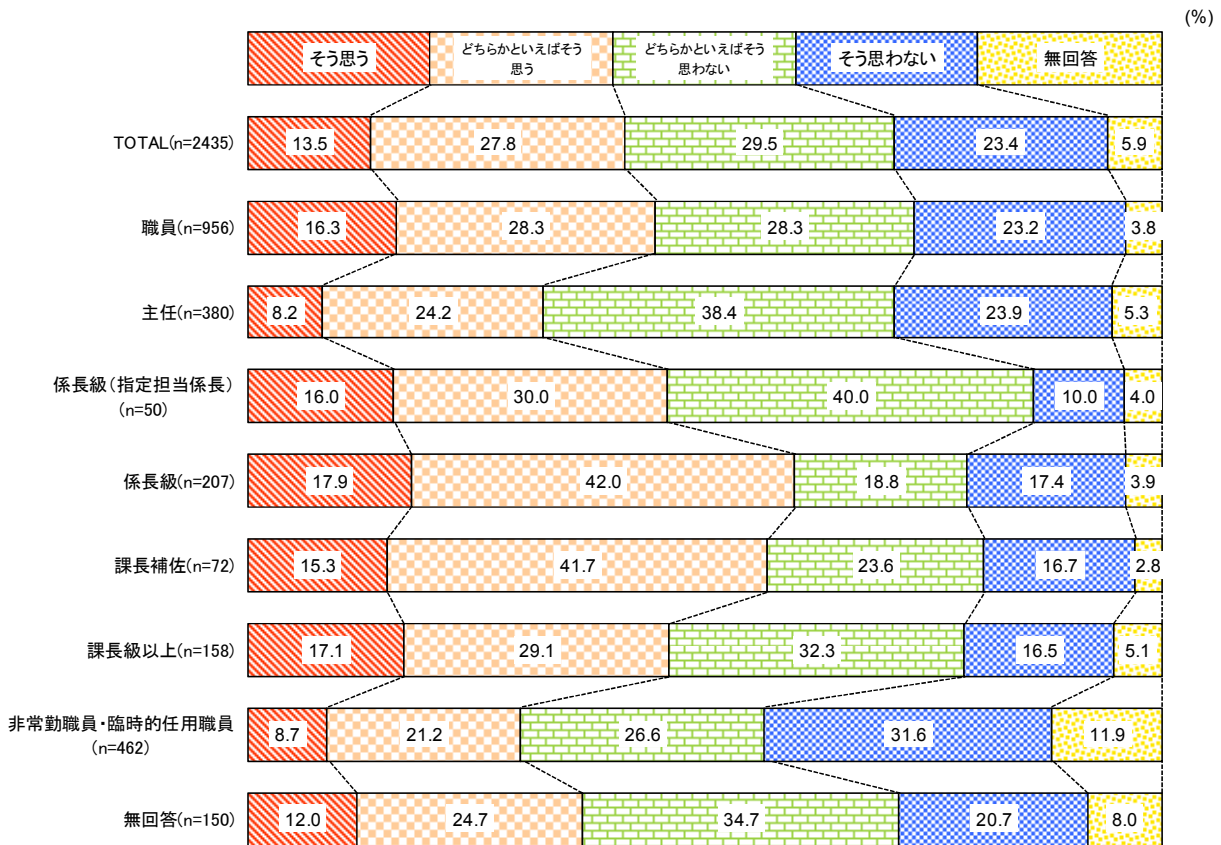 (%)
そう思う
どちらかといえばそう
思う
どちらかといえばそう
思わない
そう思わない
無回答
TOTAL(n=2435) 13.5 27.8 29.5 23.4 5.9
職員(n=956) 16.3 28.3 28.3 23.2 3.8
主任(n=380) 8.2 24.2 38.4 23.9 5.3
係長級(指定担当係長)
(n=50) 16.0 30.0 40.0 10.0 4.0
係長級(n=207) 17.9 42.0 18.8 17.4 3.9
課長補佐(n=72) 15.3 41.7 23.6 16.7 2.8
課長級以上(n=158) 17.1 29.1 32.3 16.5 5.1
非常勤職員・臨時的任用職員
(n=462) 8.7 21.2 26.6 31.6 11.9
無回答(n=150) 12.0 24.7 34.7 20.7 8.0